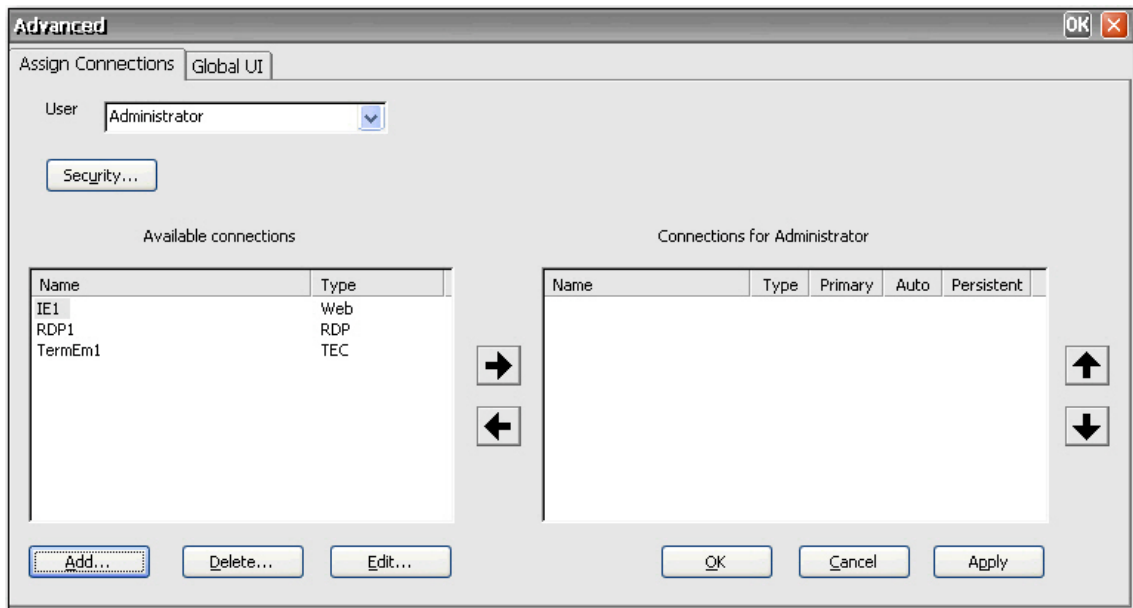 Advanced OK
Assign Connections Global UI
User Administrator
Security...
Available connections Connections for Administrator
Name Type Name Type Primary Auto Persistent
IE1 Web
RDP1 RDP
TermEm1 TEC
Add... Delete... Edit... OK Cancel Apply